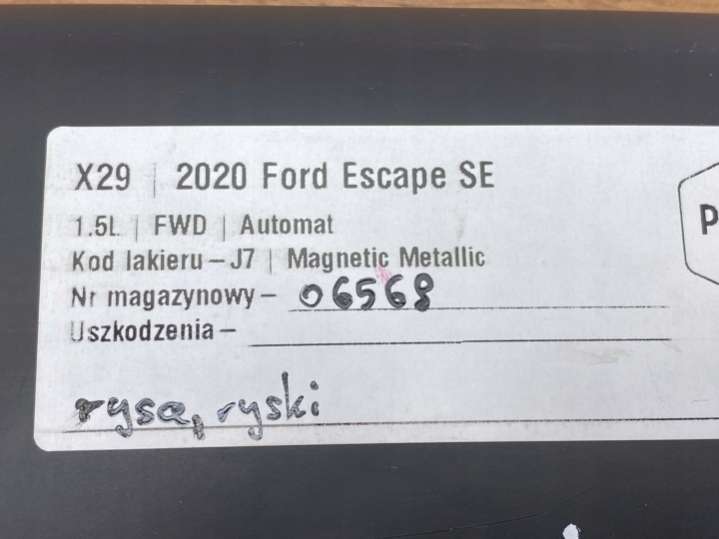 X29 | 2020 Ford Escape SE
1.5L | FWD | Automat
Kod lakieru – J7 | Magnetic Metallic
Nr magazynowy – 06568
Uszkodzenia –
rysa, ryski
P